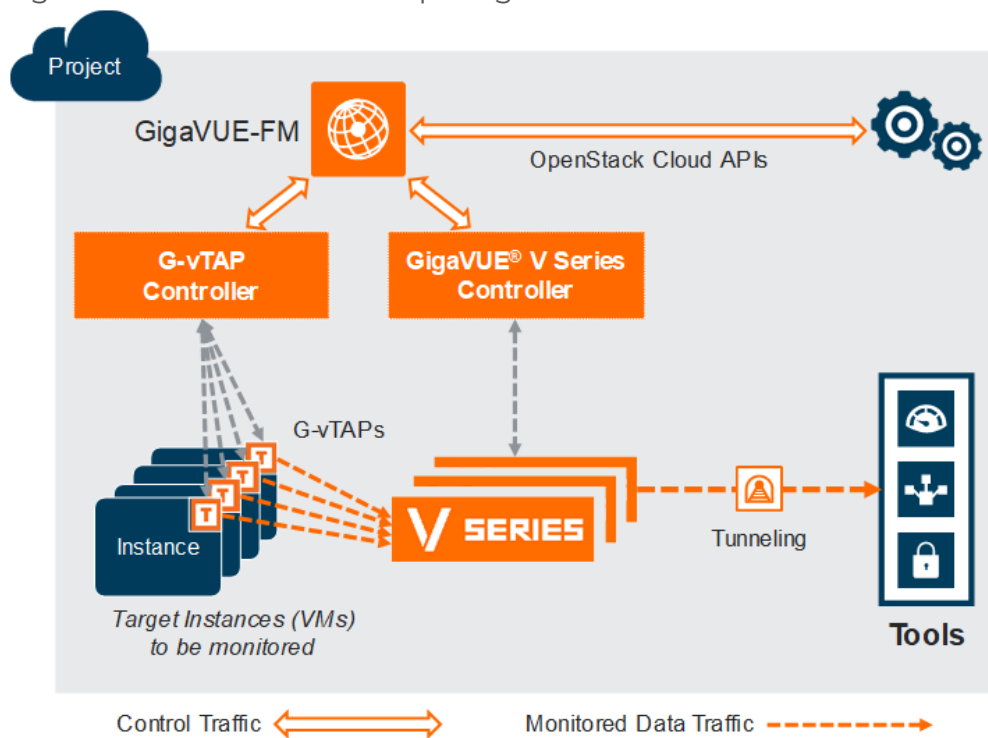 Project
GigaVUE-FM
OpenStack Cloud APIs
G-vTAP
Controller
GigaVUE® V Series
Controller
G-vTAPs
T
T
T
T
Instance
V SERIES
Tunneling
Target Instances (VMs)
to be monitored
Tools
Control Traffic
Monitored Data Traffic